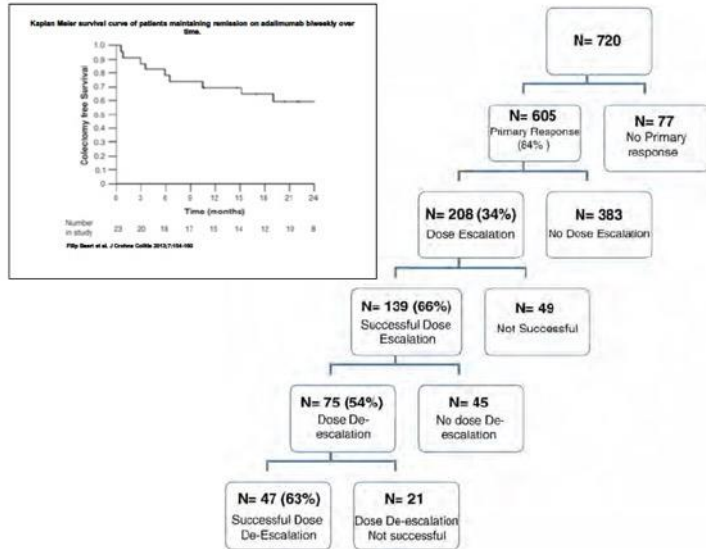 Kaplan Meier survival curve of patients maintaining remission on adalimumab biweekly over
time.
Colectomy free Survival
1.0
0.9
0.8
0.7
0.6
0.5
0.4
0.3
0.2
0.1
0
0 3 6 9 12 15 18 21 24
Time (months)
Number
in study
23 20 18 17 15 14 12 10 8
et al. J Crohns Colitis
N= 720
N= 605
Primary Response
(84% )
N= 77
No Primary
response
N= 208 (34%)
Dose Escalation
N= 383
No Dose Escalation
N= 139 (66%)
Successful Dose
Escalation
N= 49
Not Successful
N= 75 (54%)
Dose De-
escalation
N= 45
No dose De-
escalation
N= 47 (63%)
Successful Dose
De-Escalation
N= 21
Dose De-escalation
Not successful